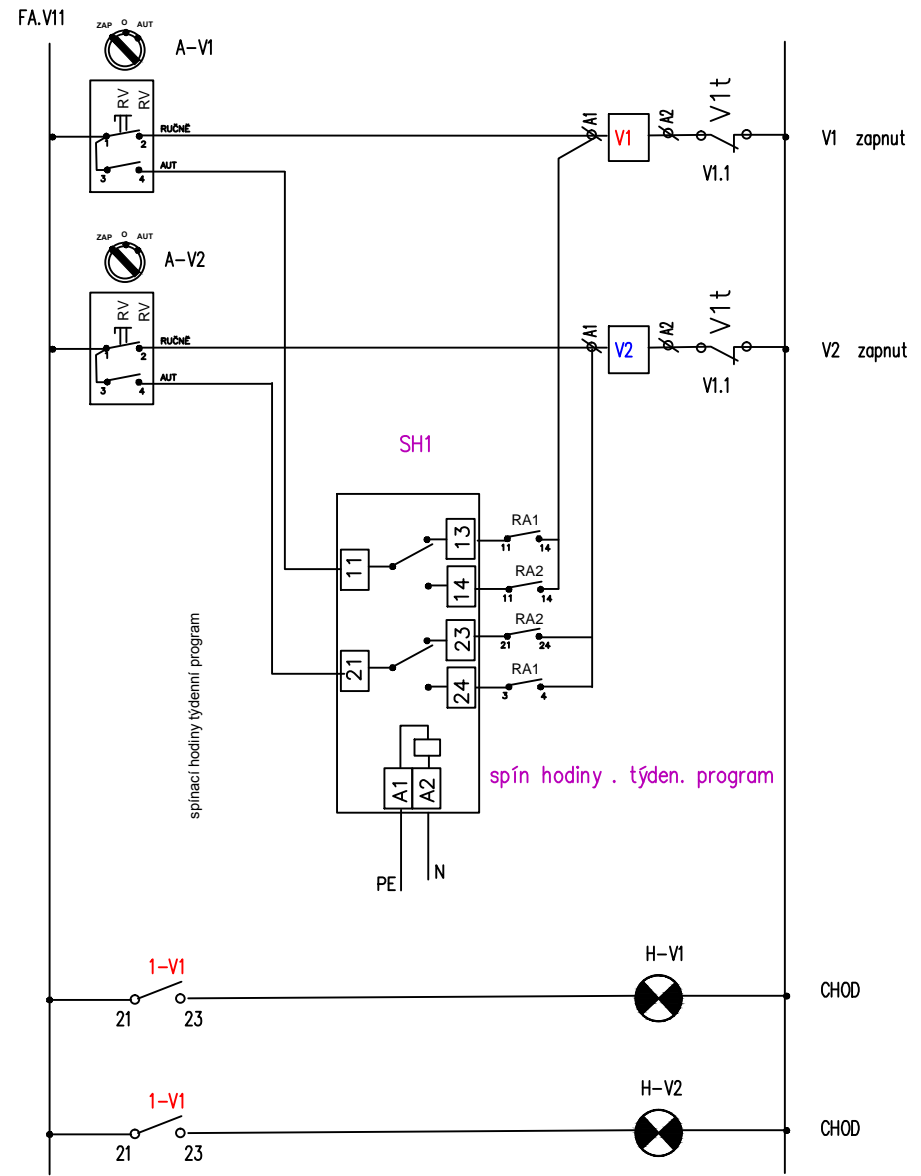 FA.V11
ZAP O AUT
A-V1
RV RV
1 2 RUČNĚ
3 4 AUT
A1 V1 A2 V1t
V1.1
V1 zapnut
ZAP O AUT
A-V2
RV RV
1 2 RUČNĚ
3 4 AUT
A1 V2 A2 V1t
V1.1
V2 zapnut
SH1
11 13 RA1
11 14
14 RA2
11 14
21 23 RA2
21 24
24 RA1
3 4
A1 A2
PE N
spínací hodiny týdenní program
spín hodiny . týden. program
1-V1
21 23
H-V1
CHOD
1-V1
21 23
H-V2
CHOD